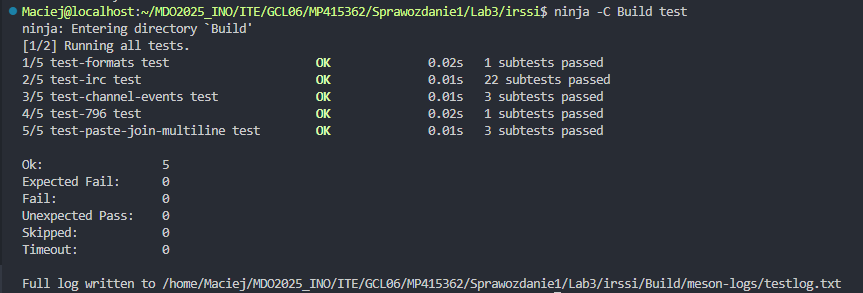 Maciej@localhost:~/MDO2025_INO/ITE/GCL06/MP415362/Sprawozdanie1/Lab3/irssi$ ninja -C Build test
ninja: Entering directory `Build'
[1/2] Running all tests.
1/5 test-formats test OK 0.02s 1 subtests passed
2/5 test-irc test OK 0.01s 22 subtests passed
3/5 test-channel-events test OK 0.01s 3 subtests passed
4/5 test-796 test OK 0.02s 1 subtests passed
5/5 test-paste-join-multiline test OK 0.01s 3 subtests passed
Ok: 5
Expected Fail: 0
Fail: 0
Unexpected Pass: 0
Skipped: 0
Timeout: 0
Full log written to /home/Maciej/MDO2025_INO/ITE/GCL06/MP415362/Sprawozdanie1/Lab3/irssi/Build/meson-logs/testlog.txt